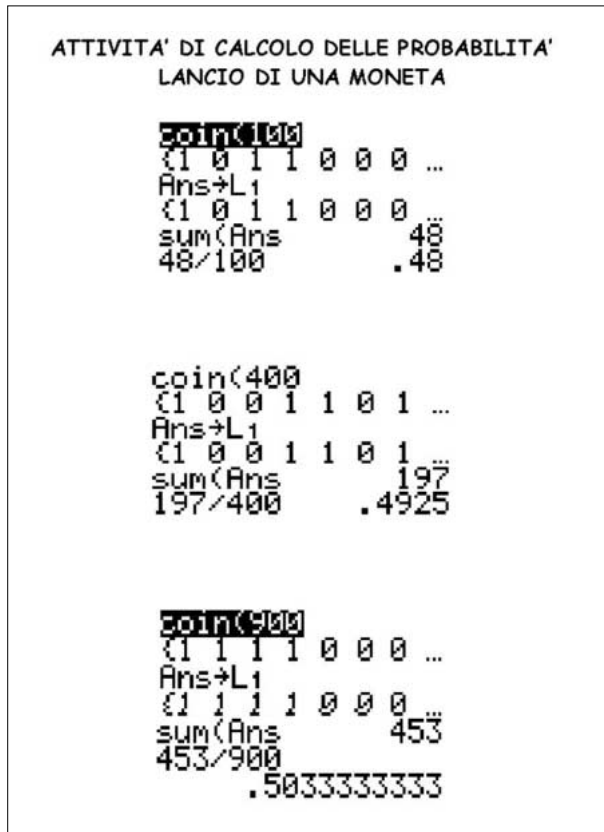 ATTIVITA' DI CALCOLO DELLE PROBABILITA'
LANCIO DI UNA MONETA
coin(100
{1 0 1 1 0 0 0 …
Ans→L₁
{1 0 1 1 0 0 0 …
sum(Ans 48
48/100 .48
coin(400
{1 0 0 1 1 0 1 …
Ans→L₁
{1 0 0 1 1 0 1 …
sum(Ans 197
197/400 .4925
coin(900
{1 1 1 1 0 0 0 …
Ans→L₁
{1 1 1 1 0 0 0 …
sum(Ans 453
453/900
.5033333333